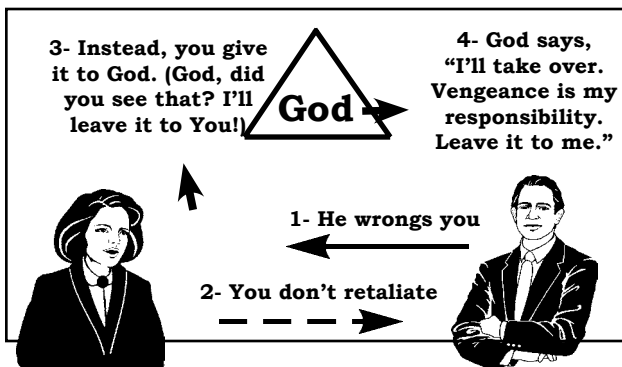 3- Instead, you give
it to God. (God, did
you see that? I'll
leave it to You!)
God
4- God says,
“I'll take over.
Vengeance is my
responsibility.
Leave it to me.”
1- He wrongs you
2- You don't retaliate